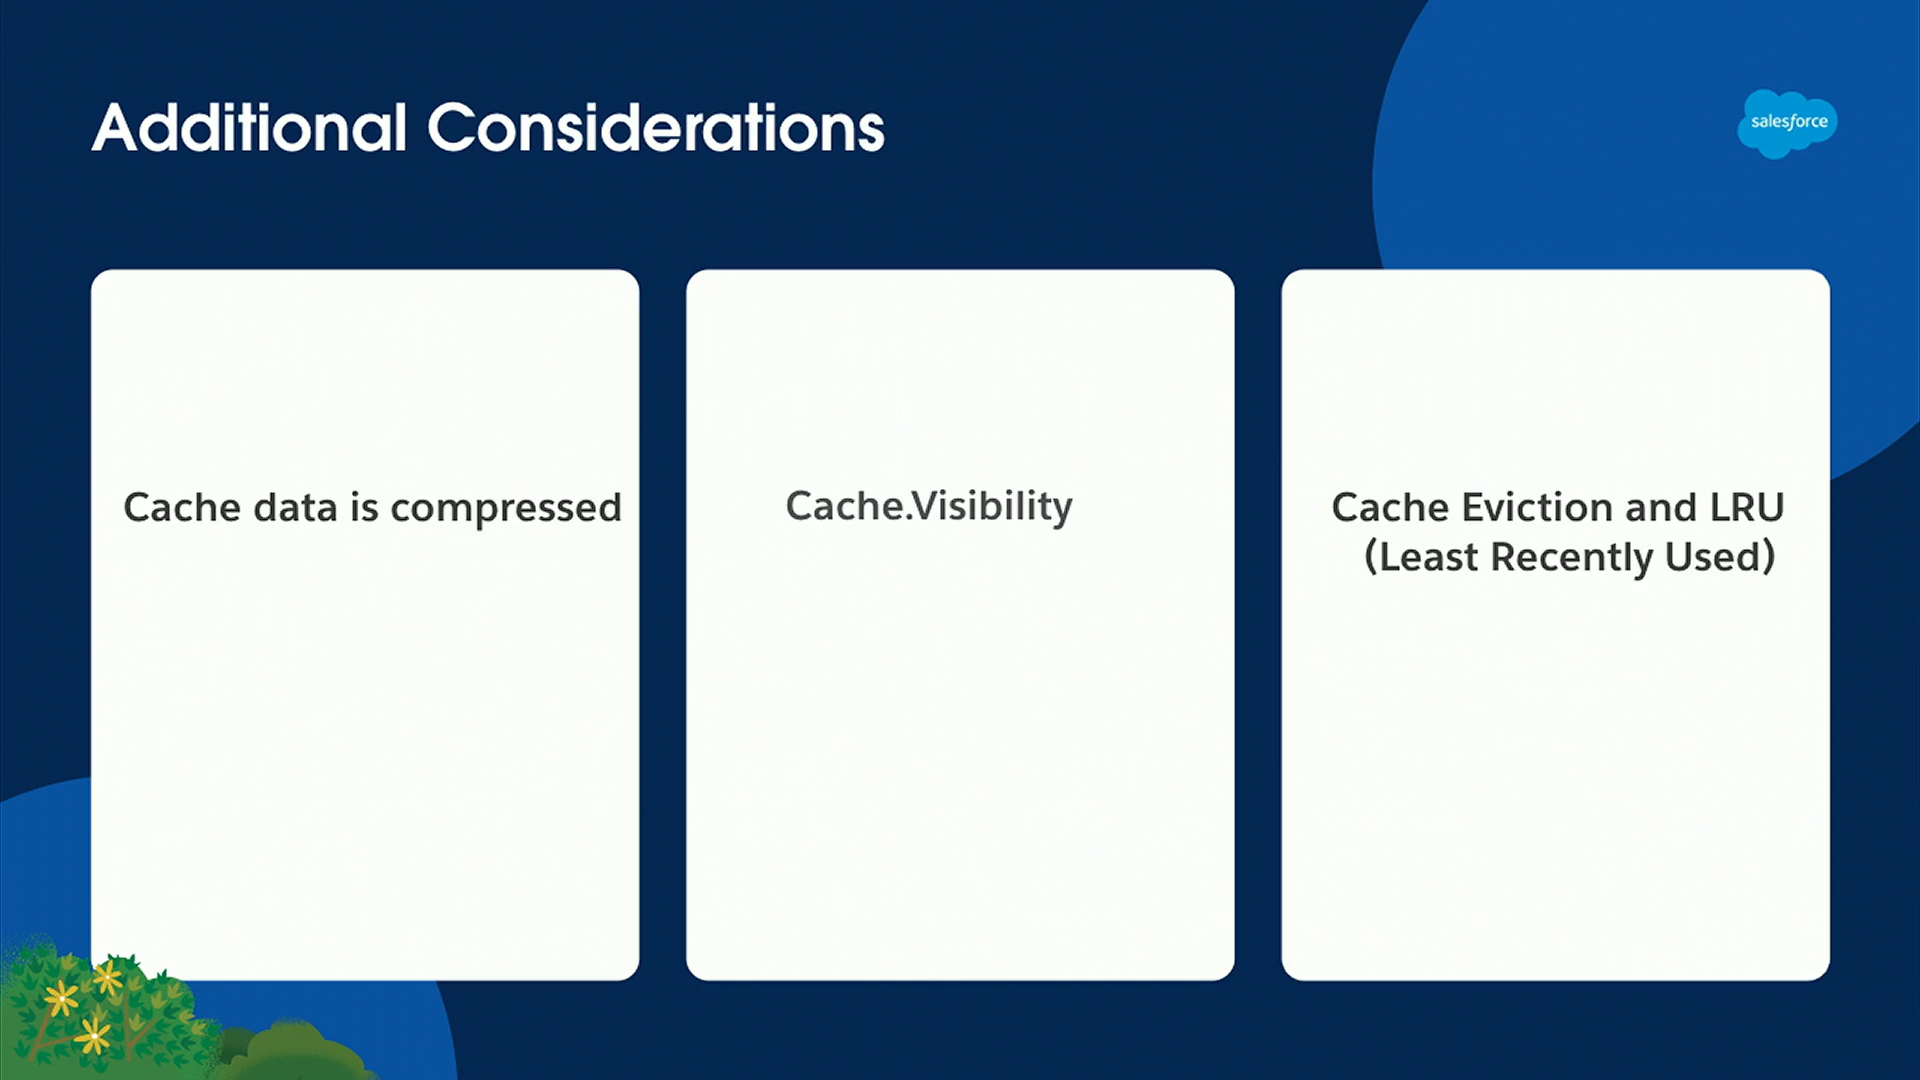 Additional Considerations
salesforce
Cache data is compressed
Cache.Visibility
Cache Eviction and LRU
(Least Recently Used)